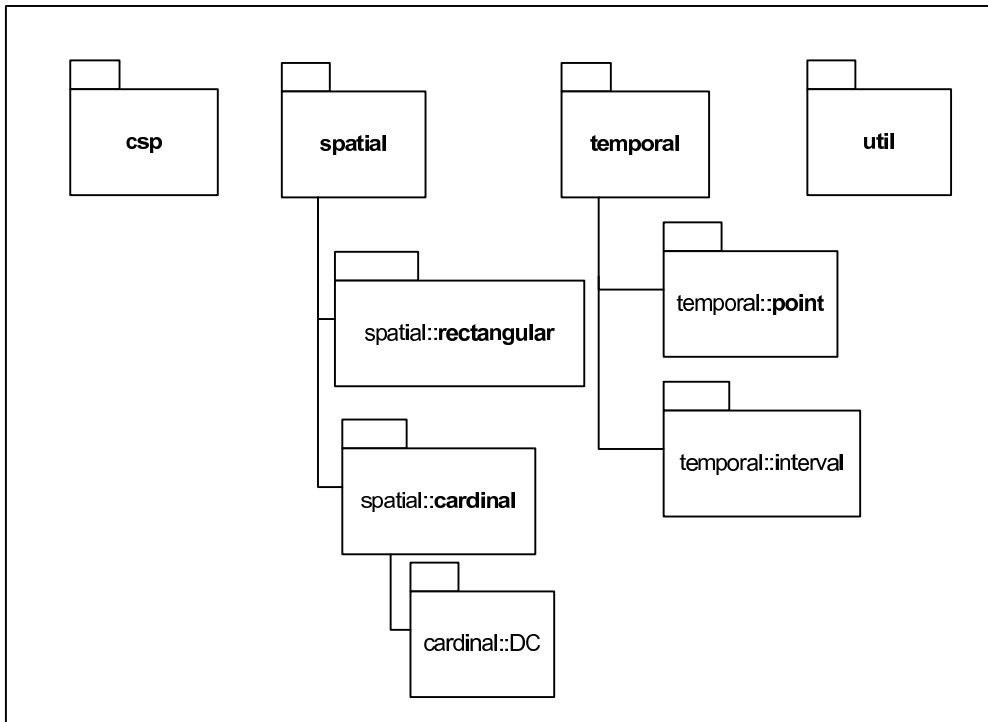 csp
spatial
temporal
util
spatial::rectangular
temporal::point
spatial::cardinal
temporal::interval
cardinal::DC